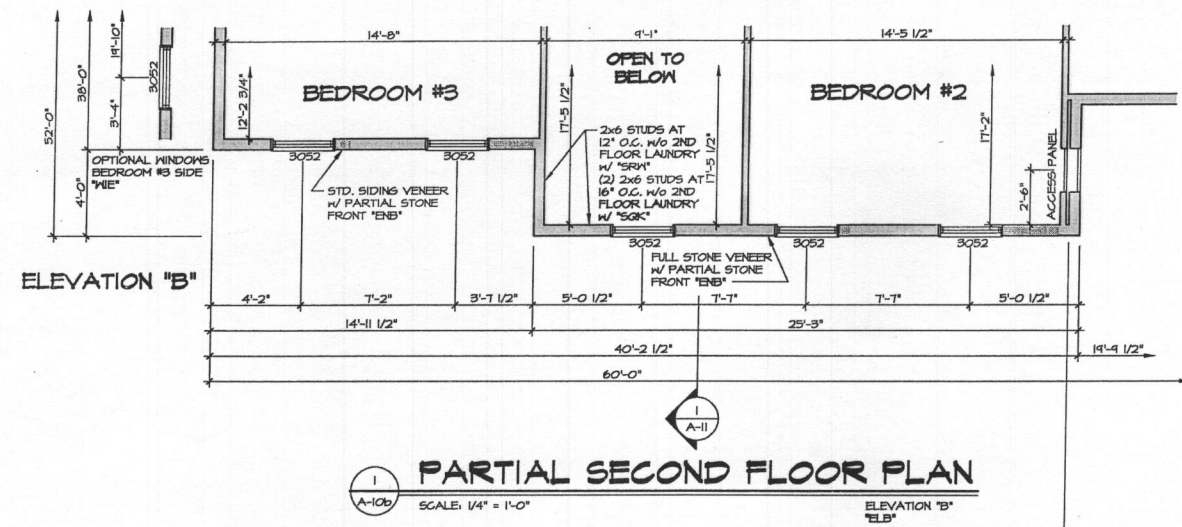 14'-8"
9'-1"
14'-5 1/2"
52'-0"
38'-0"
19'-10"
3052
3'-4"
12'-2 3/4"
BEDROOM #3
OPEN TO
BELOW
BEDROOM #2
17'-5 1/2"
17'-5 1/2"
17'-2"
2x6 STUDS AT
12" O.C. w/o 2ND
FLOOR LAUNDRY
w/ "SRW"
(2) 2x6 STUDS AT
16" O.C. w/o 2ND
FLOOR LAUNDRY
w/ "SGK"
OPTIONAL WINDOWS
BEDROOM #3 SIDE
"WIE"
4'-0"
3052
3052
STD. SIDING VENEER
w/ PARTIAL STONE
FRONT "ENB"
2'-6"
ACCESS PANEL
3052
3052
3052
FULL STONE VENEER
w/ PARTIAL STONE
FRONT "ENB"
ELEVATION "B"
4'-2"
7'-2"
3'-7 1/2"
5'-0 1/2"
7'-7"
7'-7"
5'-0 1/2"
14'-11 1/2"
25'-3"
40'-2 1/2"
19'-9 1/2"
60'-0"
1
A-11
1
A-10b
PARTIAL SECOND FLOOR PLAN
SCALE: 1/4" = 1'-0"
ELEVATION "B"
"ELB"